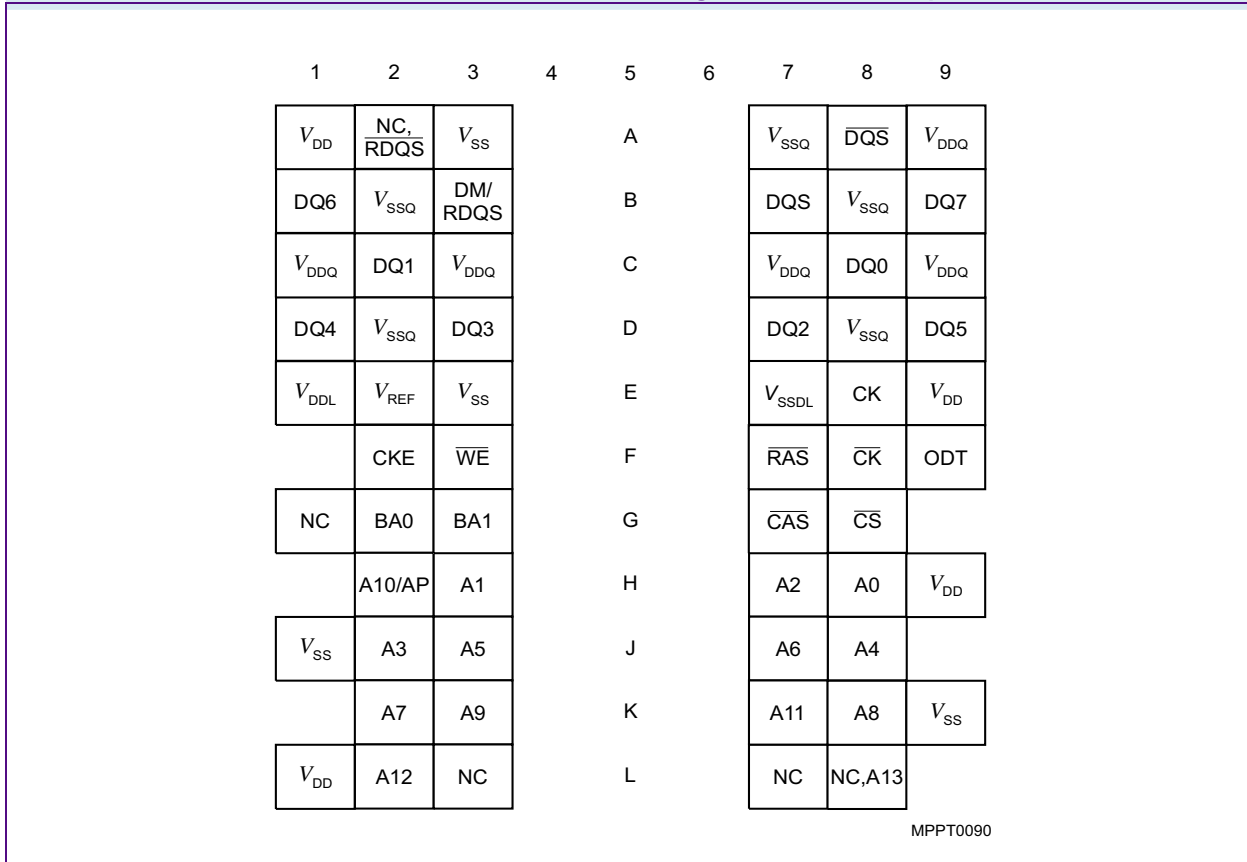 1 2 3 4 5 6 7 8 9
VDD NC, RDQS VSS A VSSQ DQS VDDQ
DQ6 VSSQ DM/ RDQS B DQS VSSQ DQ7
VDDQ DQ1 VDDQ C VDDQ DQ0 VDDQ
DQ4 VSSQ DQ3 D DQ2 VSSQ DQ5
VDDL VREF VSS E VSSDL CK VDD
CKE WE F RAS CK ODT
NC BA0 BA1 G CAS CS
A10/AP A1 H A2 A0 VDD
VSS A3 A5 J A6 A4
A7 A9 K A11 A8 VSS
VDD A12 NC L NC NC,A13
MPPT0090